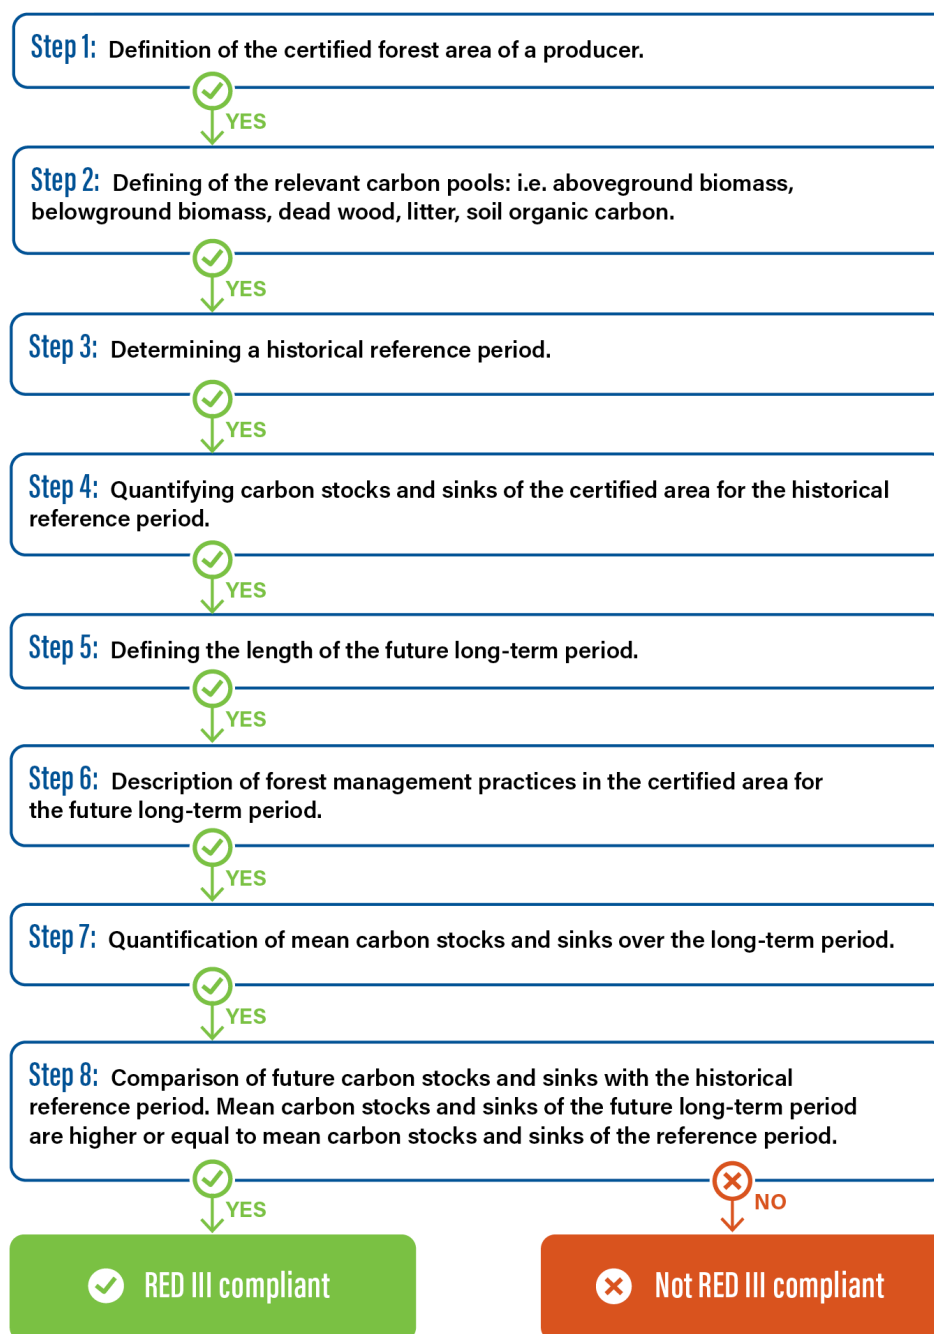 Step 1: Definition of the certified forest area of a producer.
YES
Step 2: Defining of the relevant carbon pools: i.e. aboveground biomass,
belowground biomass, dead wood, litter, soil organic carbon.
YES
Step 3: Determining a historical reference period.
YES
Step 4: Quantifying carbon stocks and sinks of the certified area for the historical
reference period.
YES
Step 5: Defining the length of the future long-term period.
YES
Step 6: Description of forest management practices in the certified area for
the future long-term period.
YES
Step 7: Quantification of mean carbon stocks and sinks over the long-term period.
YES
Step 8: Comparison of future carbon stocks and sinks with the historical
reference period. Mean carbon stocks and sinks of the future long-term period
are higher or equal to mean carbon stocks and sinks of the reference period.
YES
NO
RED III compliant
Not RED III compliant